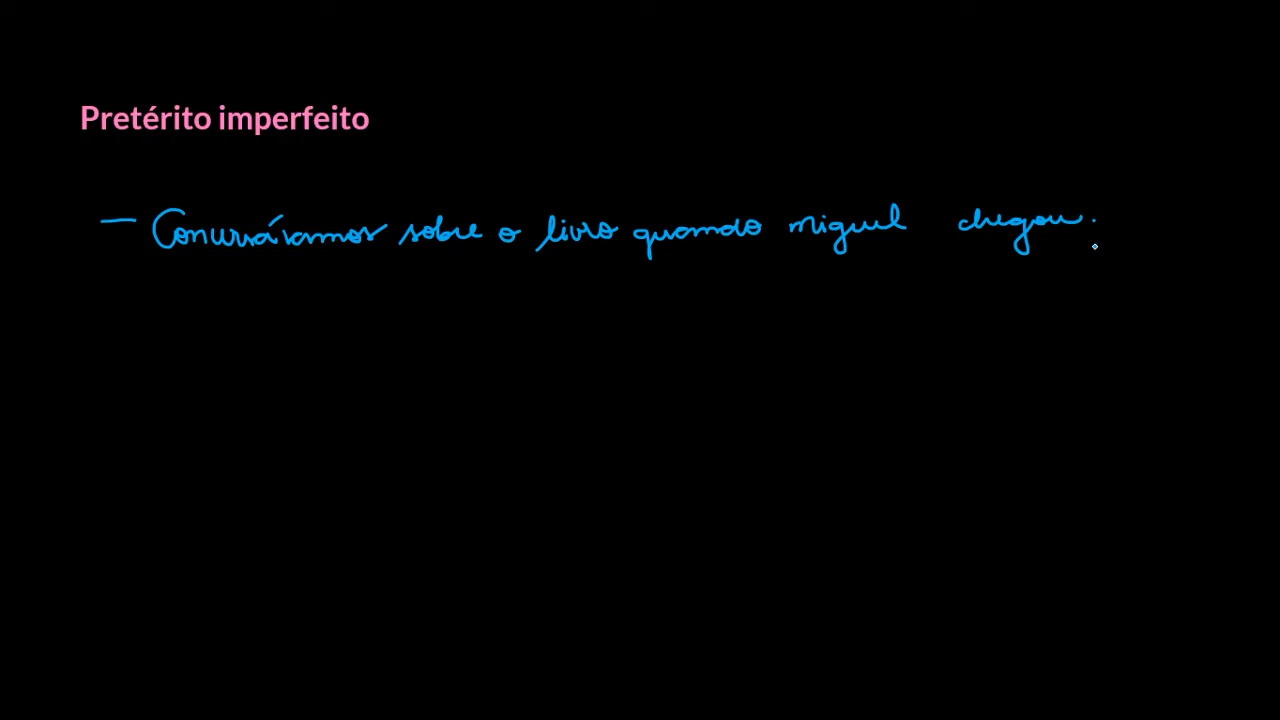 Pretérito imperfeito
— Conversávamos sobre o livro quando miguel chegou.